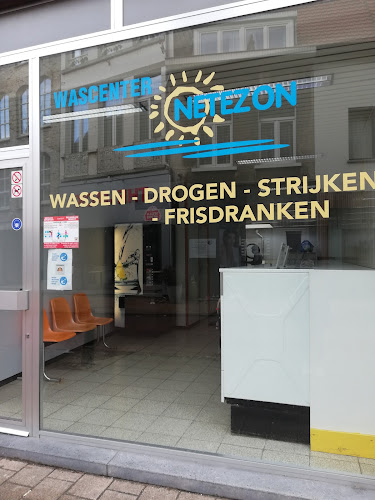 WASCENTER
NETEZON
WASSEN - DROGEN - STRIJKEN
- FRISDRANKEN